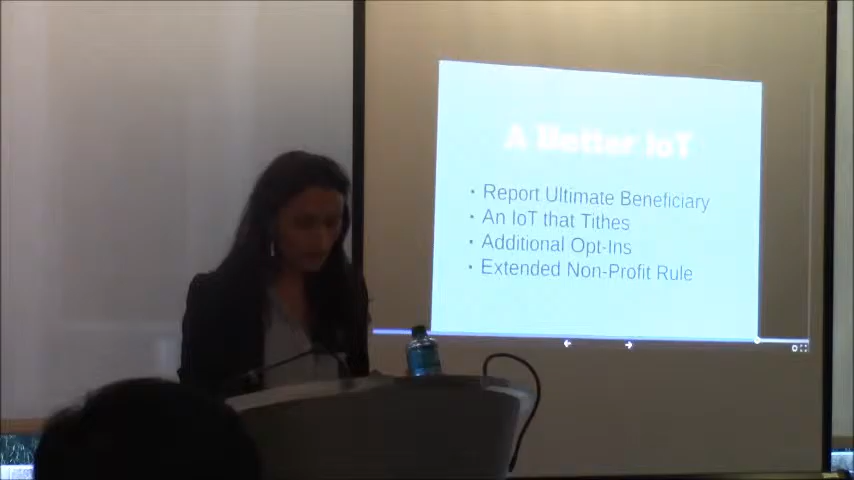 A Better IoT
· Report Ultimate Beneficiary
· An IoT that Tithes
· Additional Opt-Ins
· Extended Non-Profit Rule